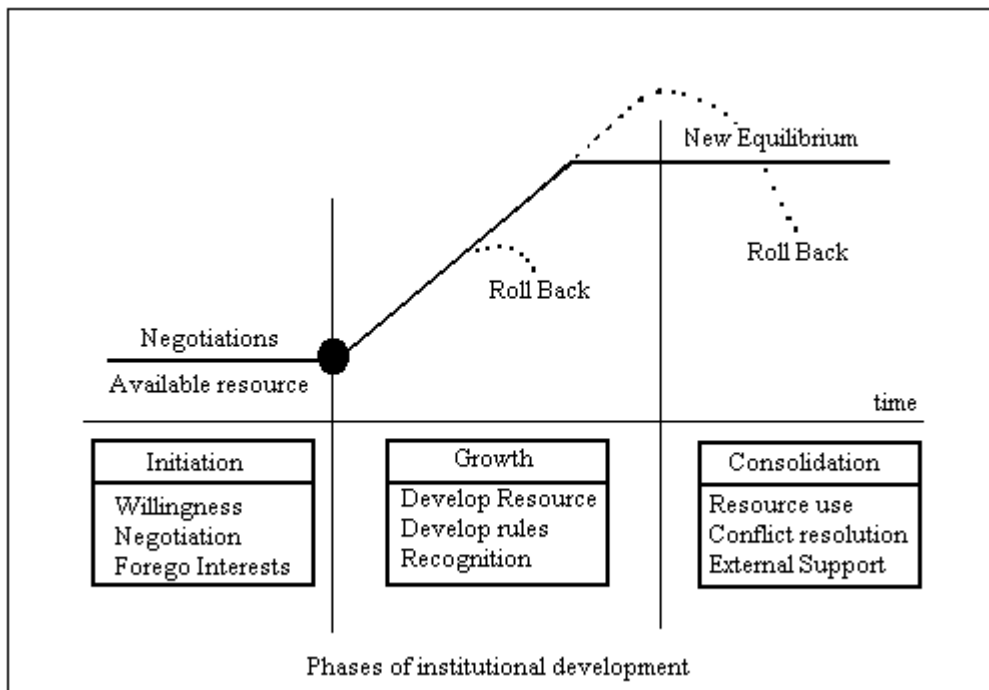 New Equilibrium
Roll Back
Roll Back
Negotiations
Available resource
time
Initiation
Willingness
Negotiation
Forego Interests
Growth
Develop Resource
Develop rules
Recognition
Consolidation
Resource use
Conflict resolution
External Support
Phases of institutional development